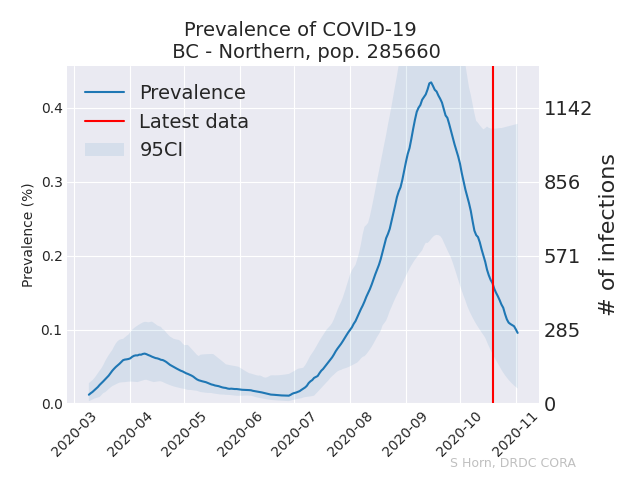 Prevalence of COVID-19
BC - Northern, pop. 285660
Prevalence
Latest data
95CI
Prevalence (%)
0.4
0.3
0.2
0.1
0.0
1142
856
571
285
0
# of infections
2020-03
2020-04
2020-05
2020-06
2020-07
2020-08
2020-09
2020-10
2020-11
S Horn, DRDC CORA